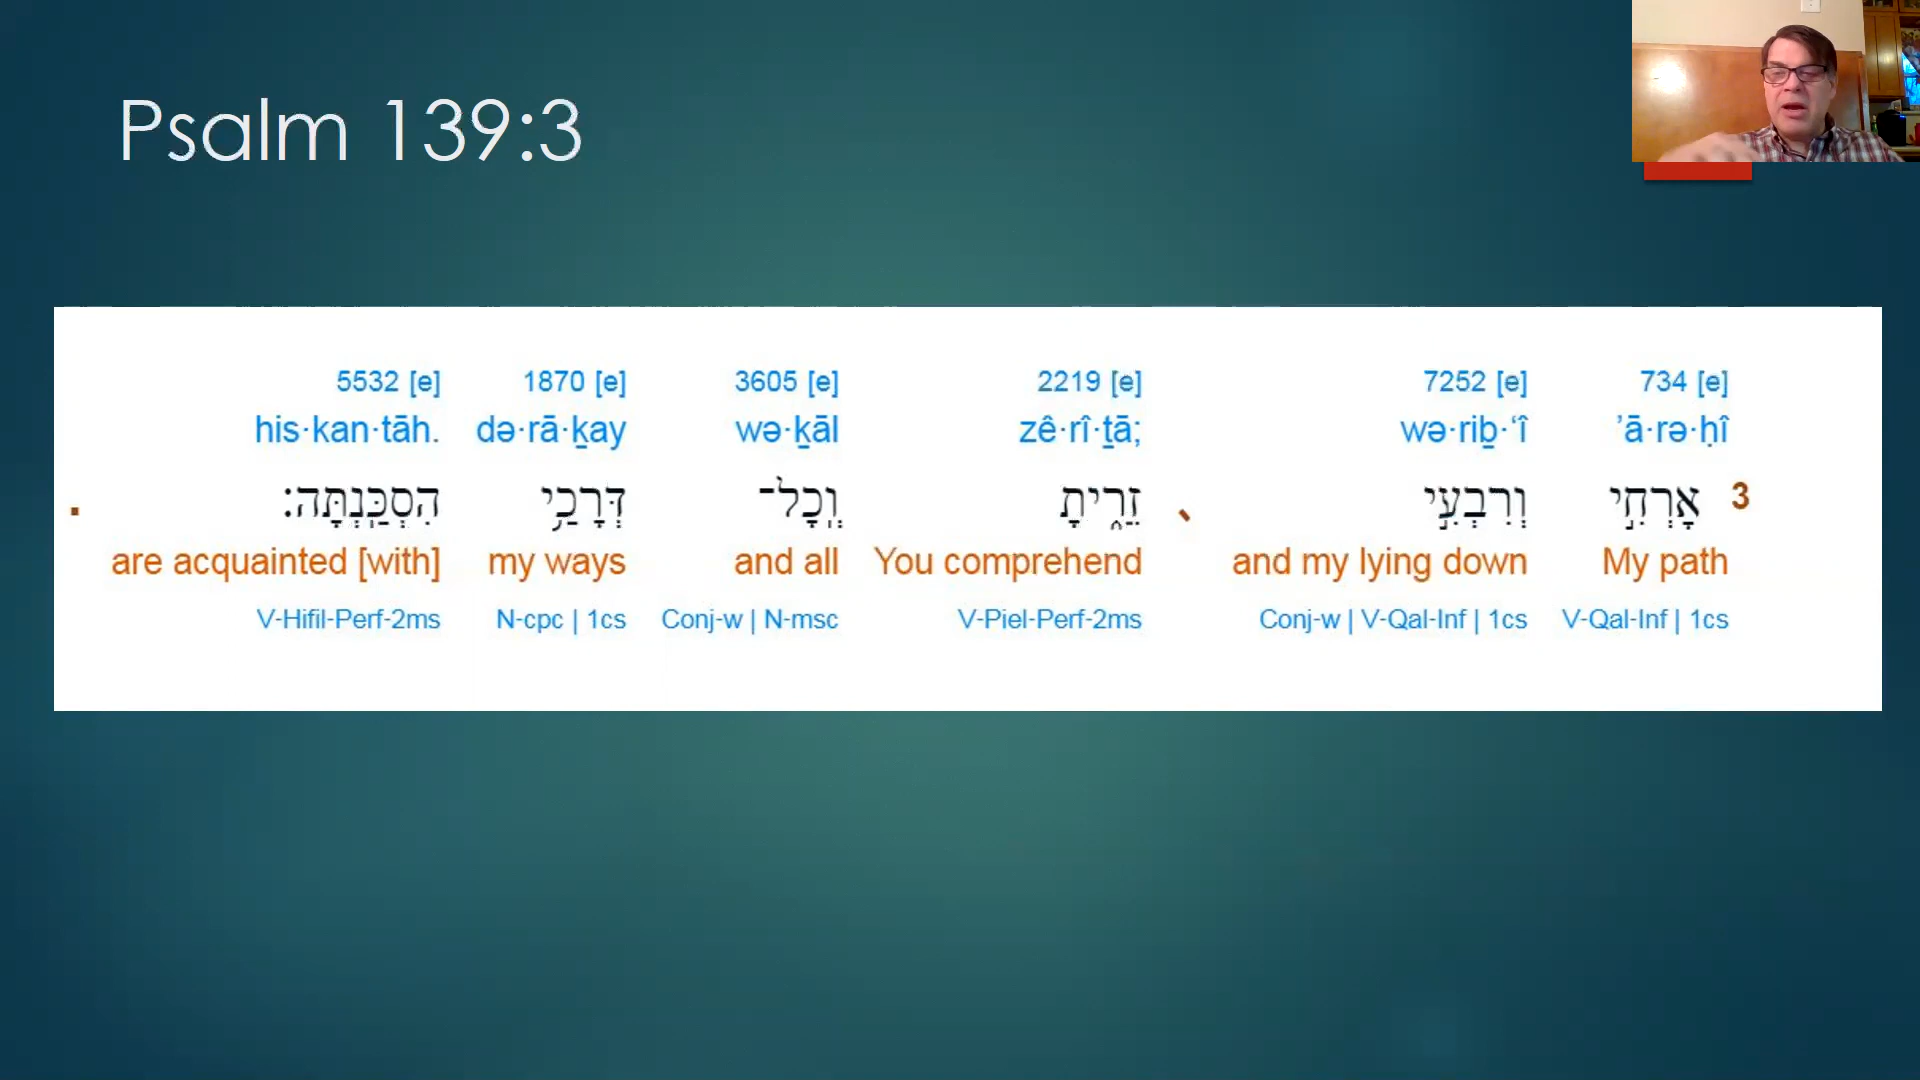 Psalm 139:3
5532 [e] 1870 [e] 3605 [e] 2219 [e] 7252 [e] 734 [e]
his·kan·tāh. də·rā·ḵay wə·ḵāl zê·rî·ṯā; wə·riḇ·‘î ’ā·rə·ḥî
3 אָרְחִ֣י וְרִבְעִ֣י זֵרִ֑יתָ וְֽכָל־ דְּרָכַ֥י הִסְכַּֽנְתָּה׃
are acquainted [with] my ways and all You comprehend ، and my lying down My path
V-Hifil-Perf-2ms N-cpc | 1cs Conj-w | N-msc V-Piel-Perf-2ms Conj-w | V-Qal-Inf | 1cs V-Qal-Inf | 1cs